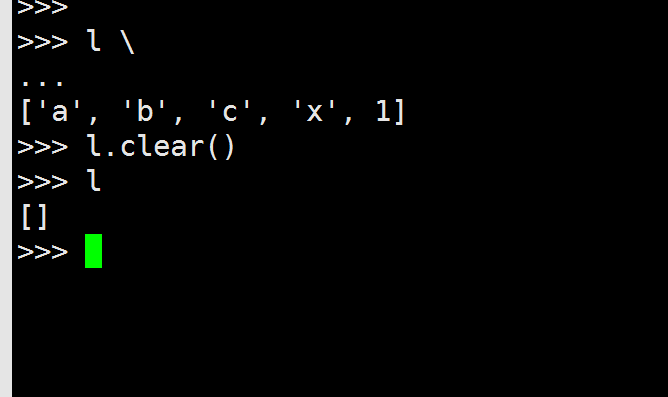 >>>
>>> l \
...
['a', 'b', 'c', 'x', 1]
>>> l.clear()
>>> l
[]
>>>